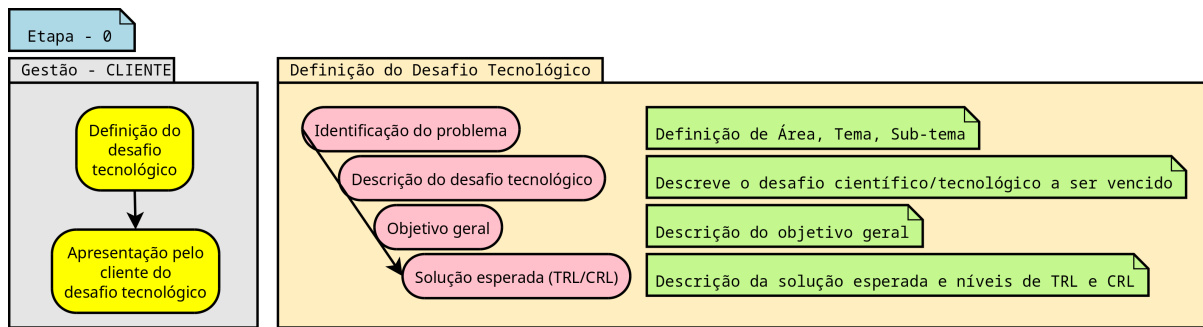 Etapa - 0
Gestão - CLIENTE
Definição do
desafio
tecnológico
Apresentação pelo
cliente do
desafio tecnológico
Definição do Desafio Tecnológico
Identificação do problema
Definição de Área, Tema, Sub-tema
Descrição do desafio tecnológico
Descreve o desafio científico/tecnológico a ser vencido
Objetivo geral
Descrição do objetivo geral
Solução esperada (TRL/CRL)
Descrição da solução esperada e níveis de TRL e CRL